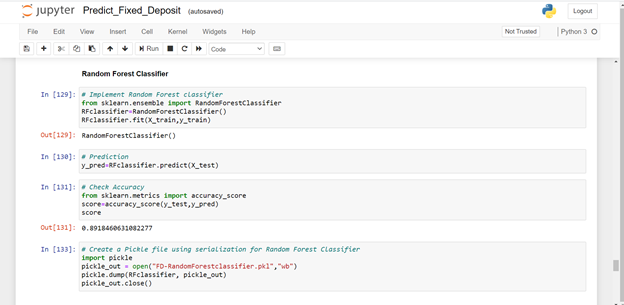 jupyter Predict_Fixed_Deposit (autosaved)
Logout
File Edit View Insert Cell Kernel Widgets Help
Not Trusted
Python 3
Run
Code
Random Forest Classifier
In [129]: # Implement Random Forest classifier
from sklearn.ensemble import RandomForestClassifier
RFclassifier=RandomForestClassifier()
RFclassifier.fit(X_train,y_train)
Out[129]: RandomForestClassifier()
In [130]: # Prediction
y_pred=RFclassifier.predict(X_test)
In [131]: # Check Accuracy
from sklearn.metrics import accuracy_score
score=accuracy_score(y_test,y_pred)
score
Out[131]: 0.8918460631082277
In [133]: # Create a Pickle file using serialization for Random Forest Classifier
import pickle
pickle_out = open("FD-RandomForestclassifier.pkl","wb")
pickle.dump(RFclassifier, pickle_out)
pickle_out.close()